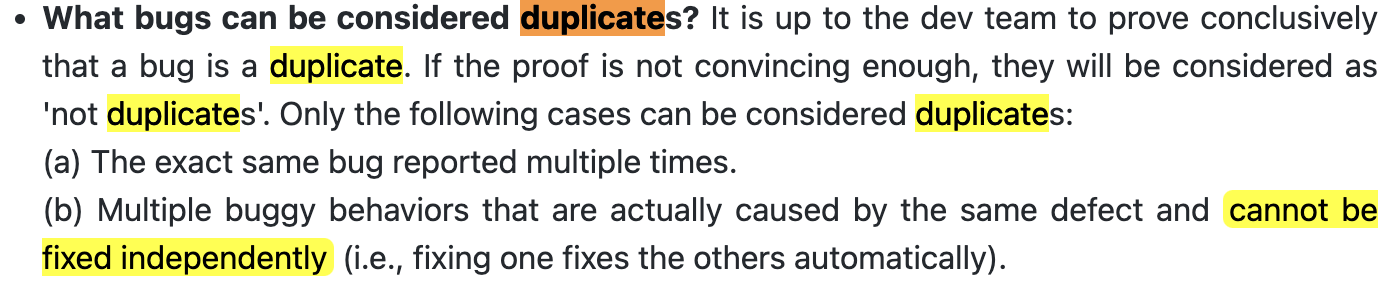 • What bugs can be considered duplicates? It is up to the dev team to prove conclusively
that a bug is a duplicate. If the proof is not convincing enough, they will be considered as
'not duplicates'. Only the following cases can be considered duplicates:
(a) The exact same bug reported multiple times.
(b) Multiple buggy behaviors that are actually caused by the same defect and cannot be
fixed independently (i.e., fixing one fixes the others automatically).